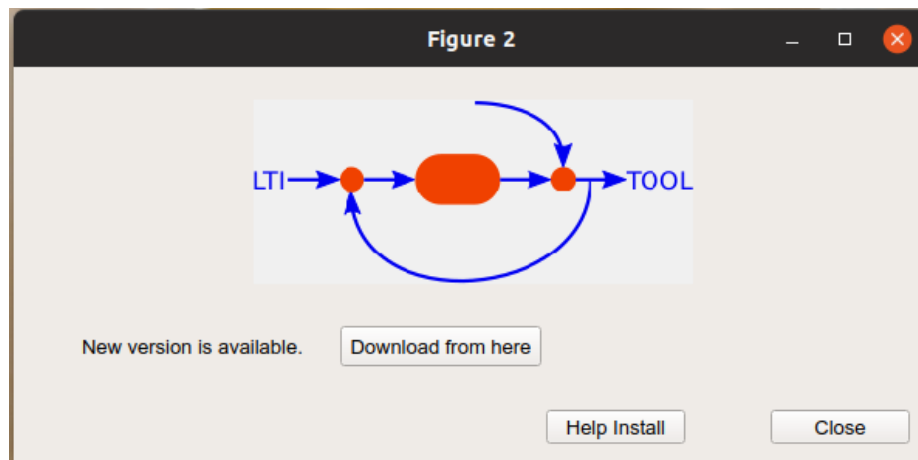 Figure 2
LTI TOOL
New version is available. Download from here
Help Install Close